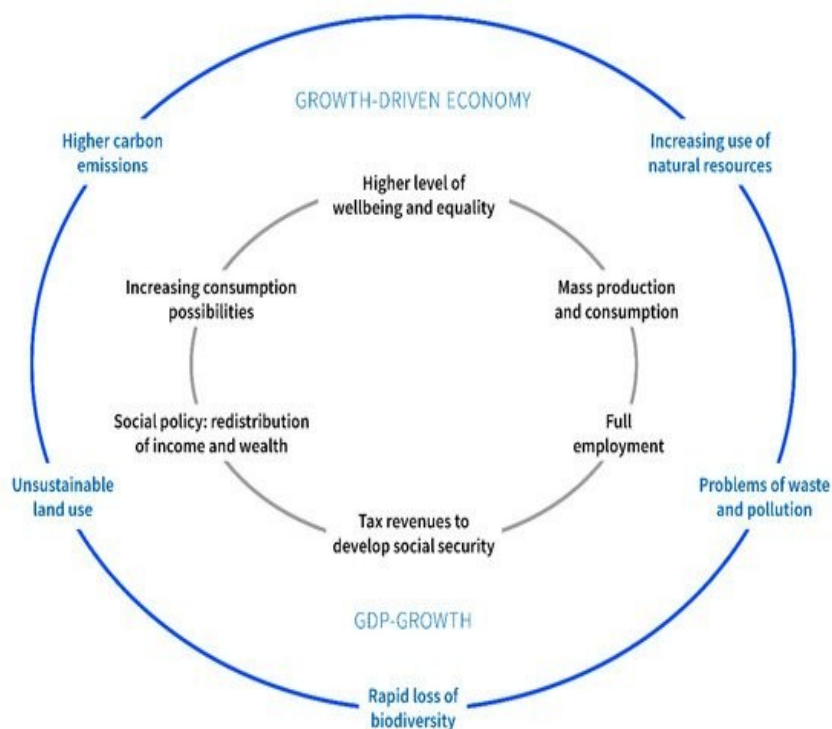 GROWTH-DRIVEN ECONOMY
Higher carbon
emissions
Increasing use of
natural resources
Higher level of
wellbeing and equality
Increasing consumption
possibilities
Mass production
and consumption
Social policy: redistribution
of income and wealth
Full
employment
Unsustainable
land use
Problems of waste
and pollution
Tax revenues to
develop social security
GDP-GROWTH
Rapid loss of
biodiversity